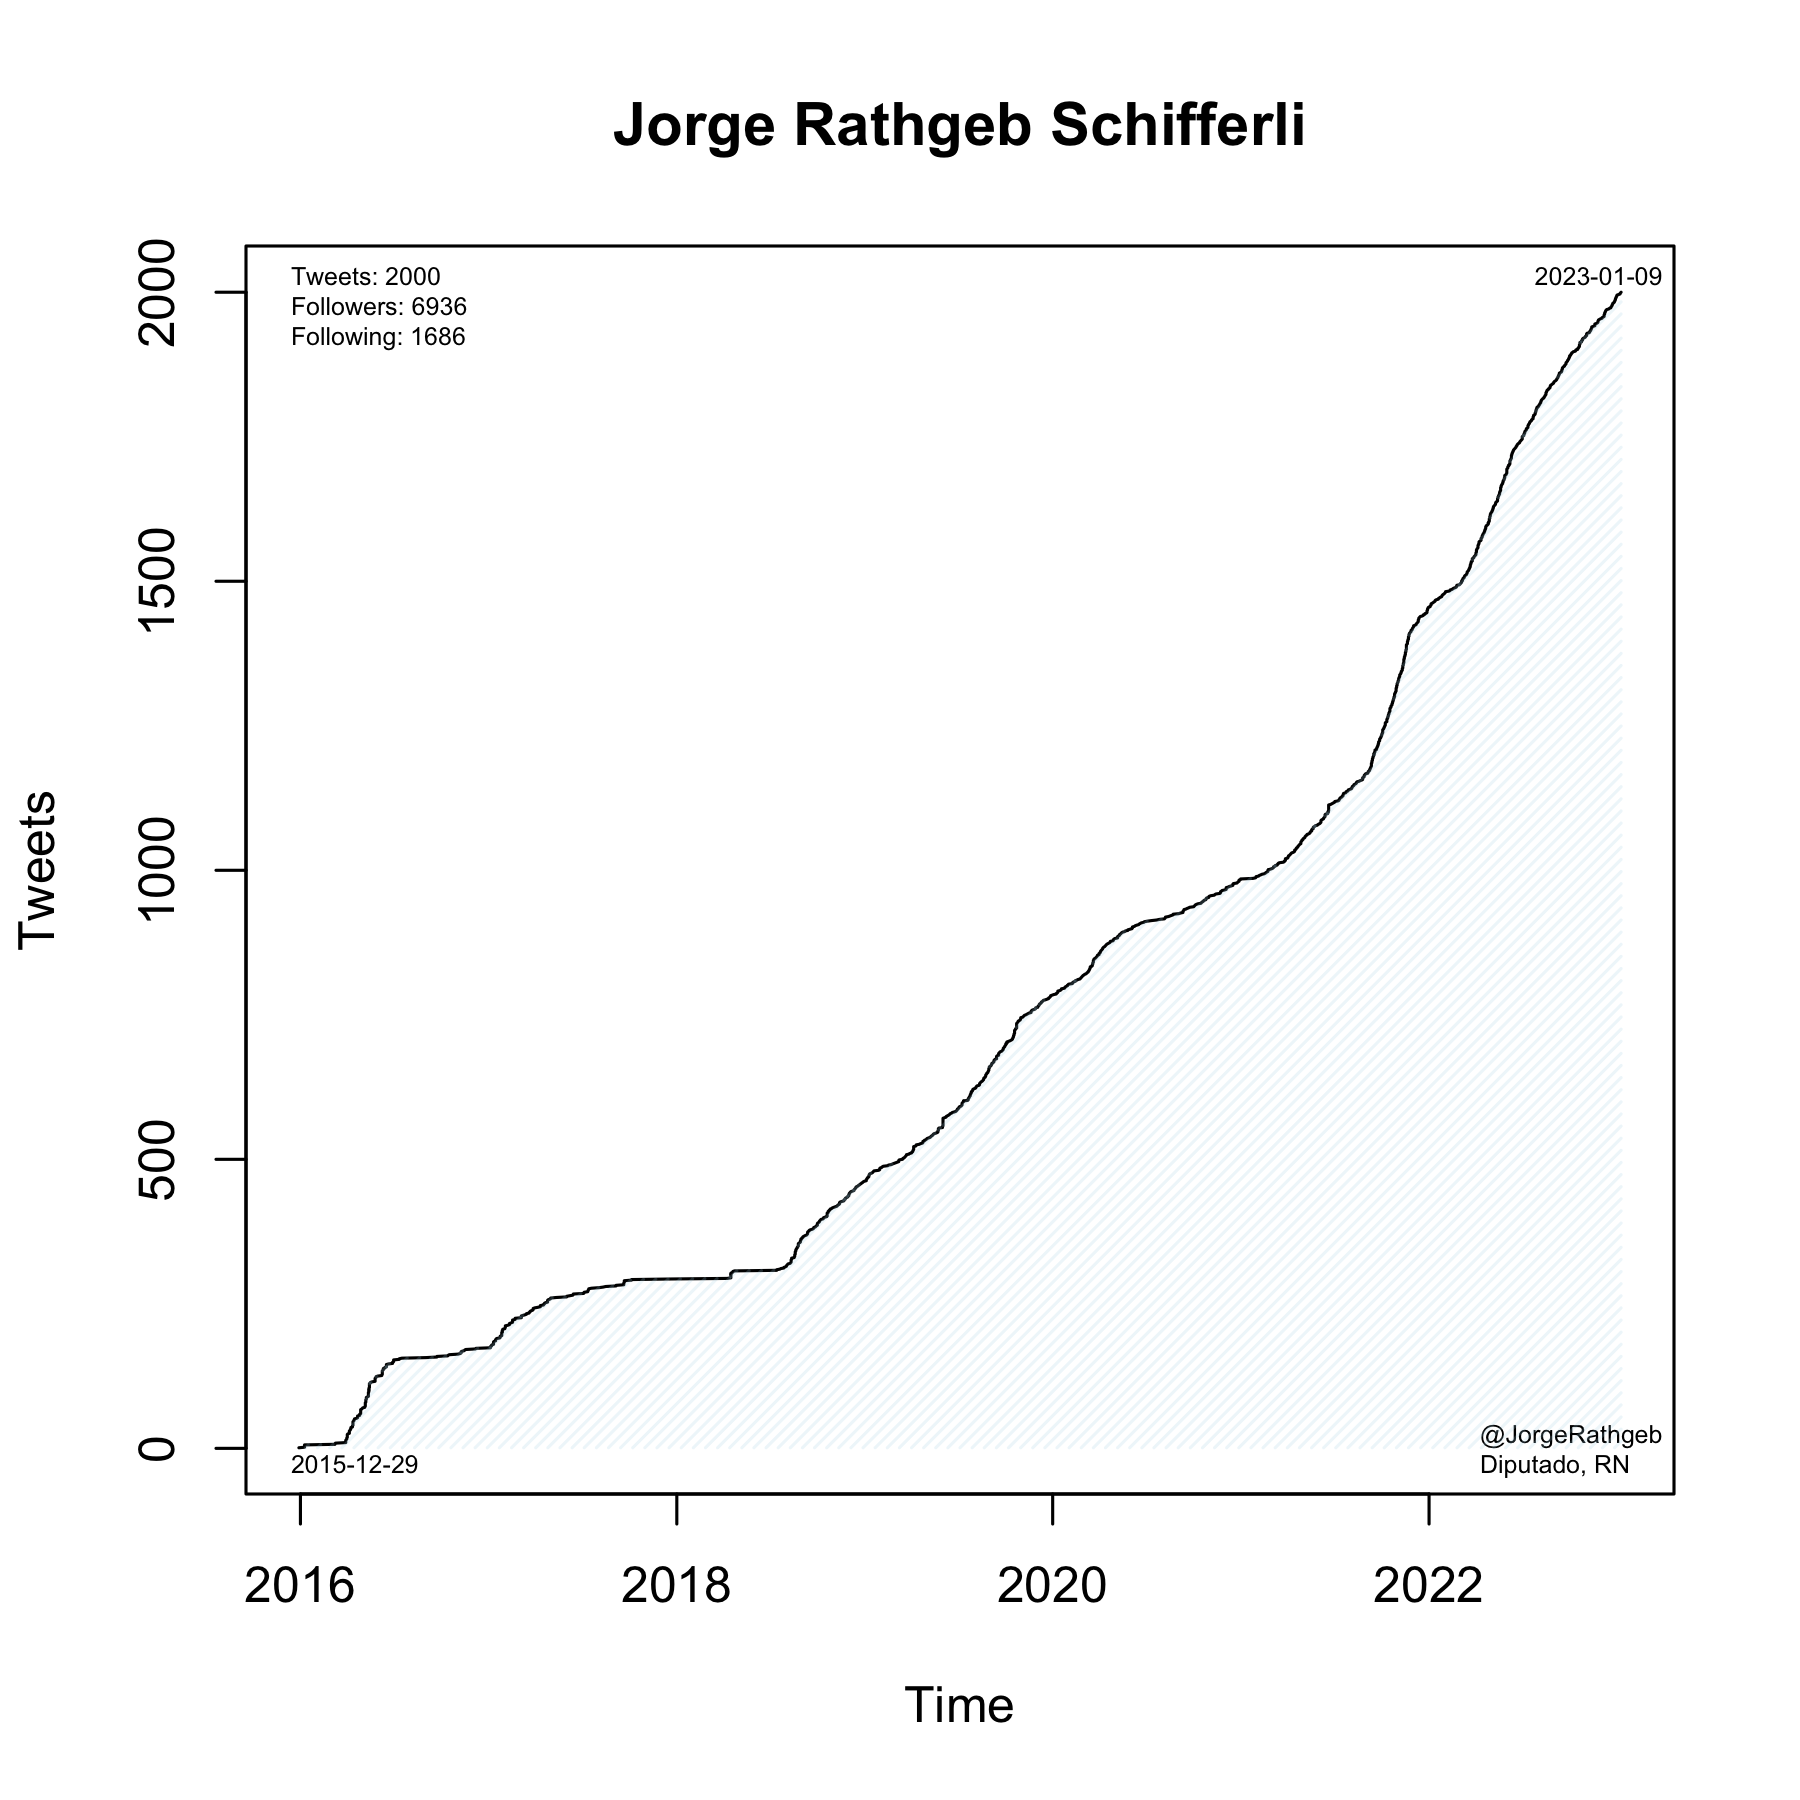 Jorge Rathgeb Schifferli
Tweets: 2000
Followers: 6936
Following: 1686
2023-01-09
2000
1500
1000
500
0
Tweets
2015-12-29
@JorgeRathgeb
Diputado, RN
2016 2018 2020 2022
Time